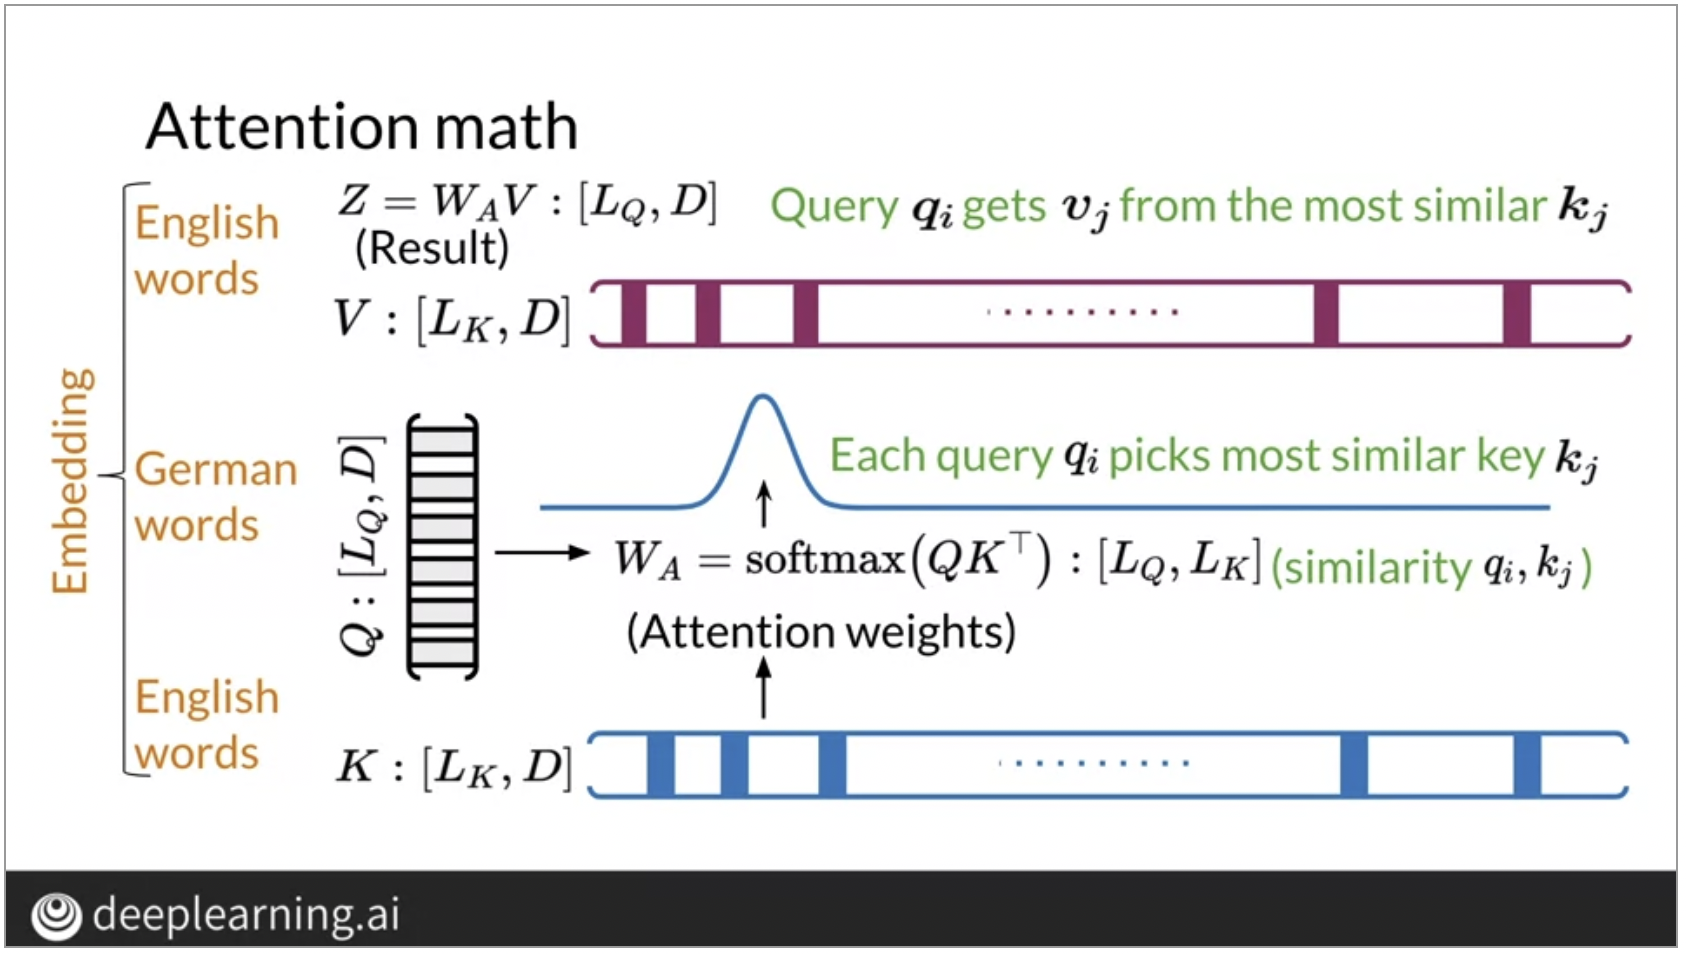 Attention math
Embedding
English
words
Z = W_A V : [L_Q, D]
(Result)
Query q_i gets v_j from the most similar k_j
V : [L_K, D]
German
words
Q : [L_Q, D]
Each query q_i picks most similar key k_j
W_A = softmax(QK^⊤) : [L_Q, L_K] (similarity q_i, k_j)
(Attention weights)
English
words
K : [L_K, D]
deeplearning.ai